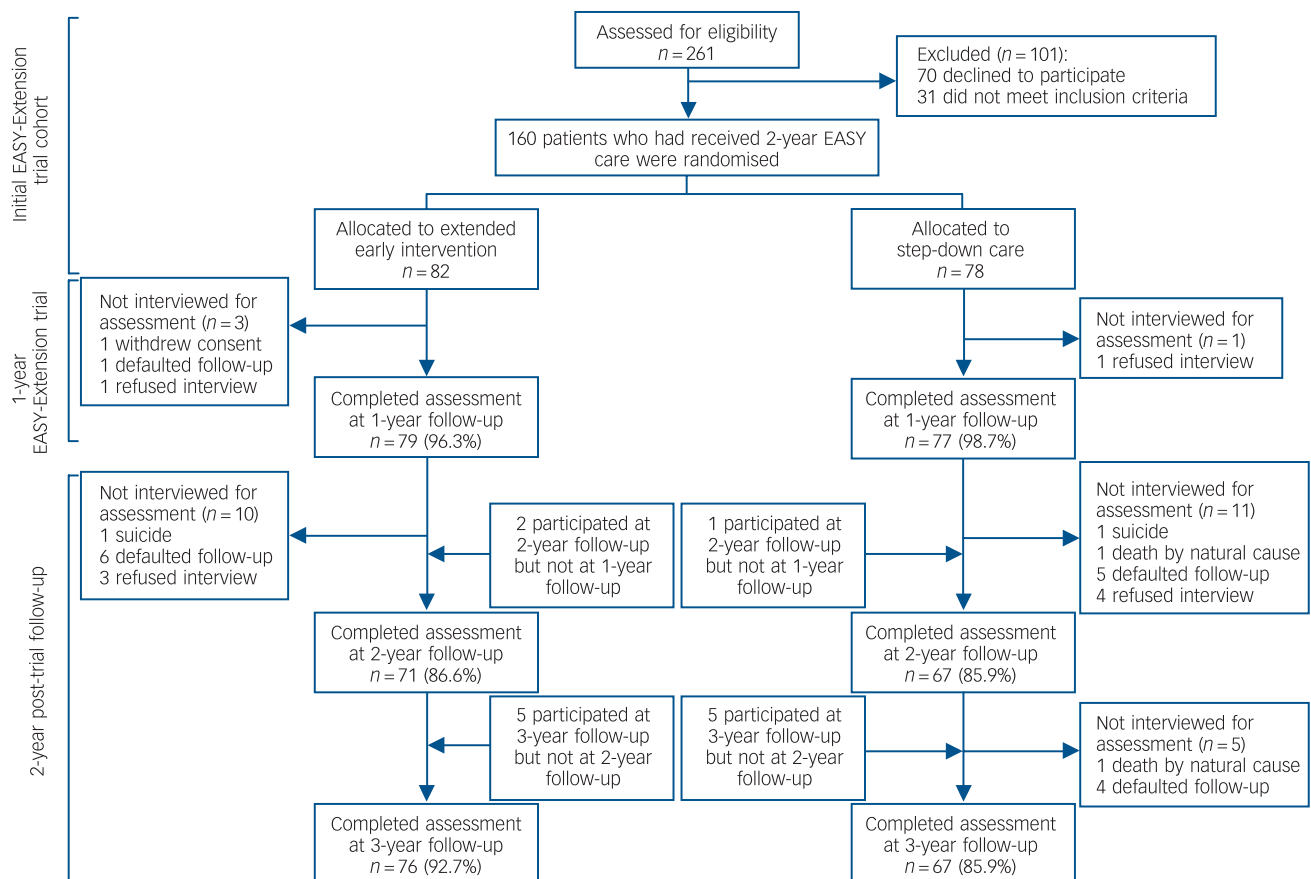 Initial EASY-Extension
trial cohort
Assessed for eligibility
n = 261
Excluded (n = 101):
70 declined to participate
31 did not meet inclusion criteria
160 patients who had received 2-year EASY
care were randomised
Allocated to extended
early intervention
n = 82
Allocated to
step-down care
n = 78
1-year
EASY-Extension trial
Not interviewed for
assessment (n = 3)
1 withdrew consent
1 defaulted follow-up
1 refused interview
Not interviewed for
assessment (n = 1)
1 refused interview
Completed assessment
at 1-year follow-up
n = 79 (96.3%)
Completed assessment
at 1-year follow-up
n = 77 (98.7%)
2-year post-trial follow-up
Not interviewed for
assessment (n = 10)
1 suicide
6 defaulted follow-up
3 refused interview
2 participated at
2-year follow-up
but not at 1-year
follow-up
1 participated at
2-year follow-up
but not at 1-year
follow-up
Not interviewed for
assessment (n = 11)
1 suicide
1 death by natural cause
5 defaulted follow-up
4 refused interview
Completed assessment
at 2-year follow-up
n = 71 (86.6%)
Completed assessment
at 2-year follow-up
n = 67 (85.9%)
5 participated at
3-year follow-up
but not at 2-year
follow-up
5 participated at
3-year follow-up
but not at 2-year
follow-up
Not interviewed for
assessment (n = 5)
1 death by natural cause
4 defaulted follow-up
Completed assessment
at 3-year follow-up
n = 76 (92.7%)
Completed assessment
at 3-year follow-up
n = 67 (85.9%)